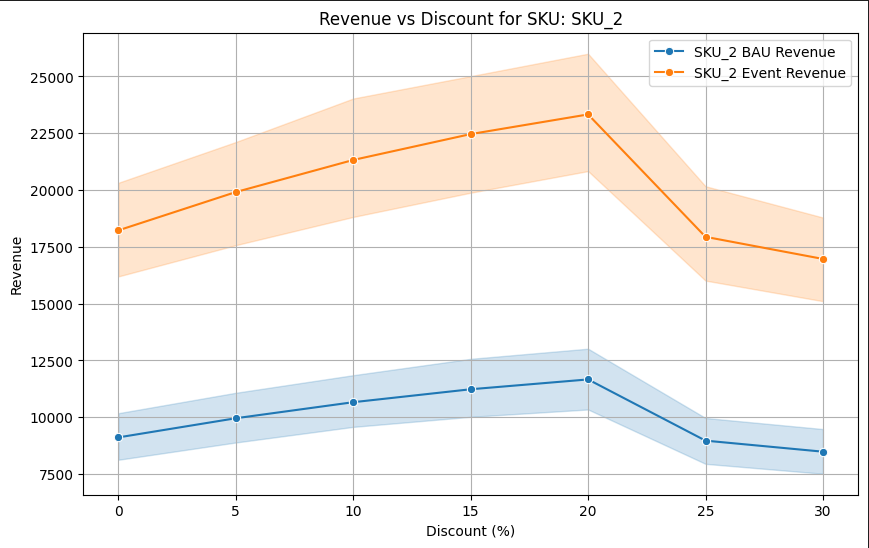 Revenue vs Discount for SKU: SKU_2
SKU_2 BAU Revenue
SKU_2 Event Revenue
Revenue
25000
22500
20000
17500
15000
12500
10000
7500
0 5 10 15 20 25 30
Discount (%)